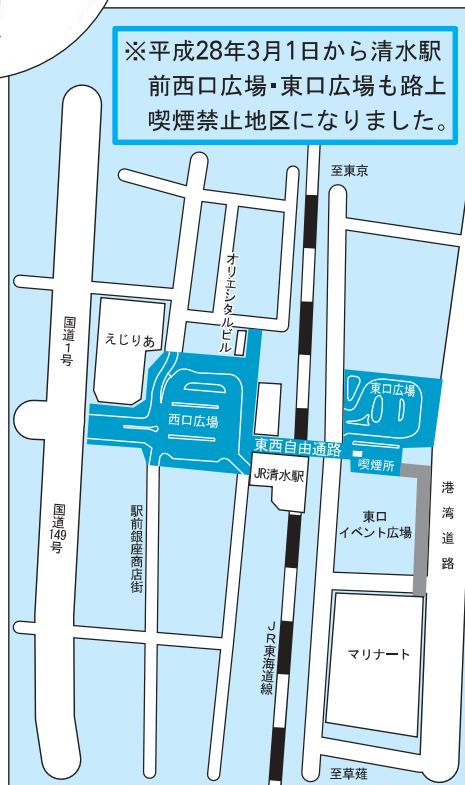 ※平成28年3月1日から清水駅
前西口広場・東口広場も路上
喫煙禁止地区になりました。
至東京
オリエンタルビル
えじりあ
国道1号
西口広場
東口広場
東西自由通路
喫煙所
JR清水駅
国道149号
駅前銀座商店街
東口
イベント広場
港湾道路
JR東海道線
マリナート
至草薙